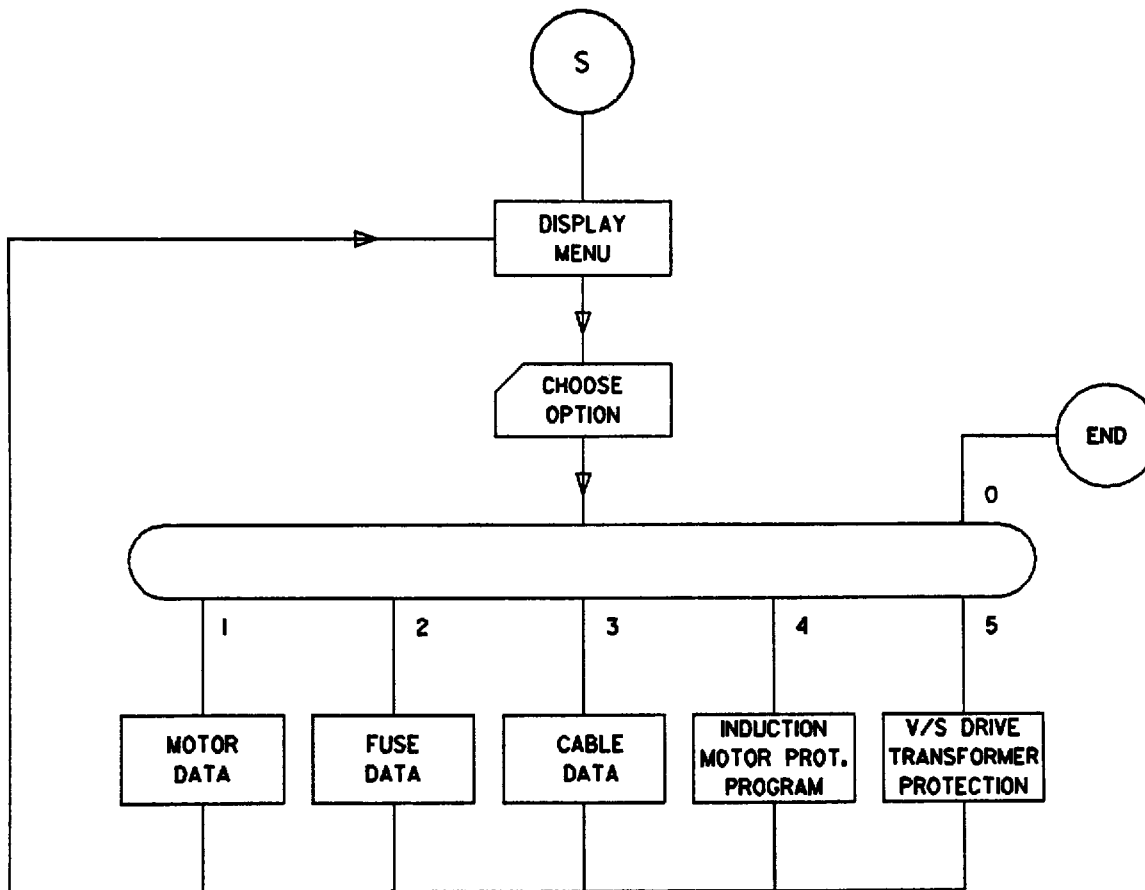 S
DISPLAY
MENU
CHOOSE
OPTION
END
0
1
2
3
4
5
MOTOR
DATA
FUSE
DATA
CABLE
DATA
INDUCTION
MOTOR PROT.
PROGRAM
V/S DRIVE
TRANSFORMER
PROTECTION